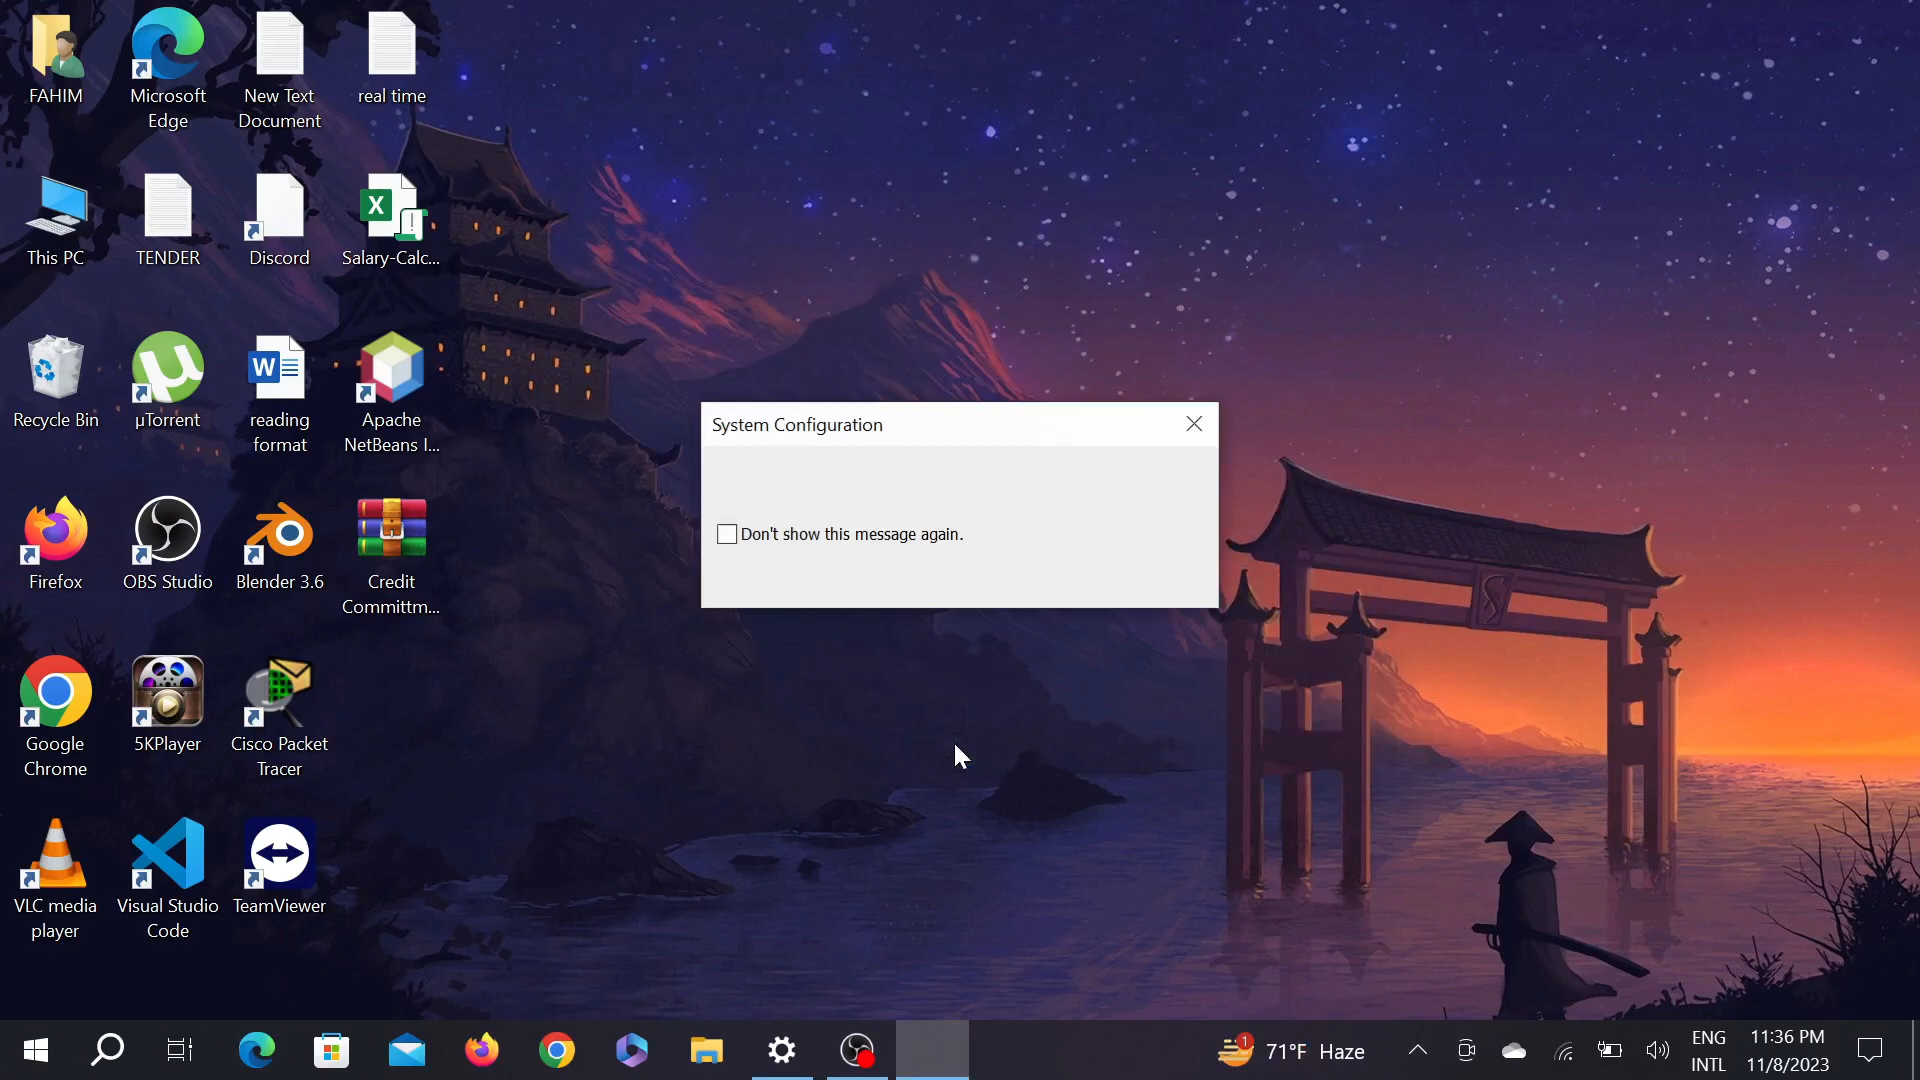 FAHIM
Microsoft
Edge
New Text
Document
real time
This PC
TENDER
Discord
X
Salary-Calc...
Recycle Bin
µ
µTorrent
W
reading
format
Apache
NetBeans I...
Firefox
OBS Studio
Blender 3.6
Credit
Committm...
System Configuration
Don't show this message again.
Google
Chrome
5KPlayer
Cisco Packet
Tracer
VLC media
player
Visual Studio
Code
TeamViewer
1
71°F Haze
ENG
INTL
11:36 PM
11/8/2023